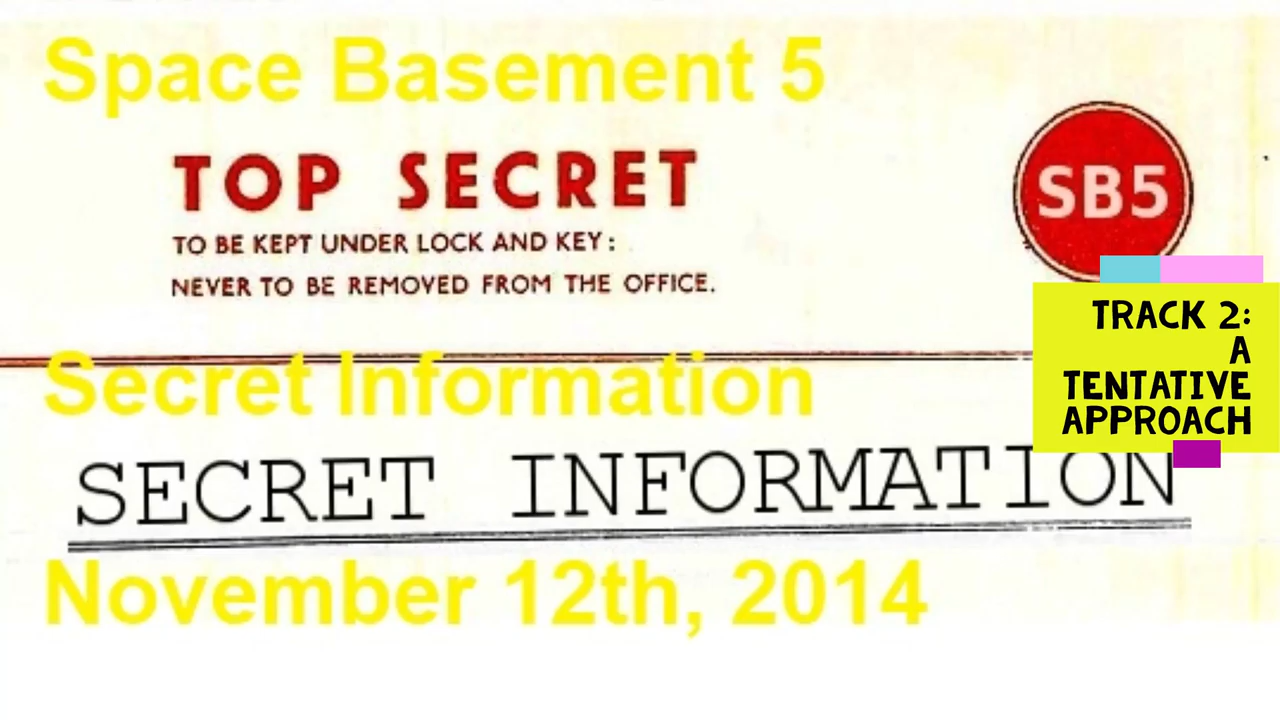 Space Basement 5
TOP SECRET
TO BE KEPT UNDER LOCK AND KEY:
NEVER TO BE REMOVED FROM THE OFFICE.
SB5
TRACK 2:
A
TENTATIVE
APPROACH
Secret Information
SECRET INFORMATION
November 12th, 2014